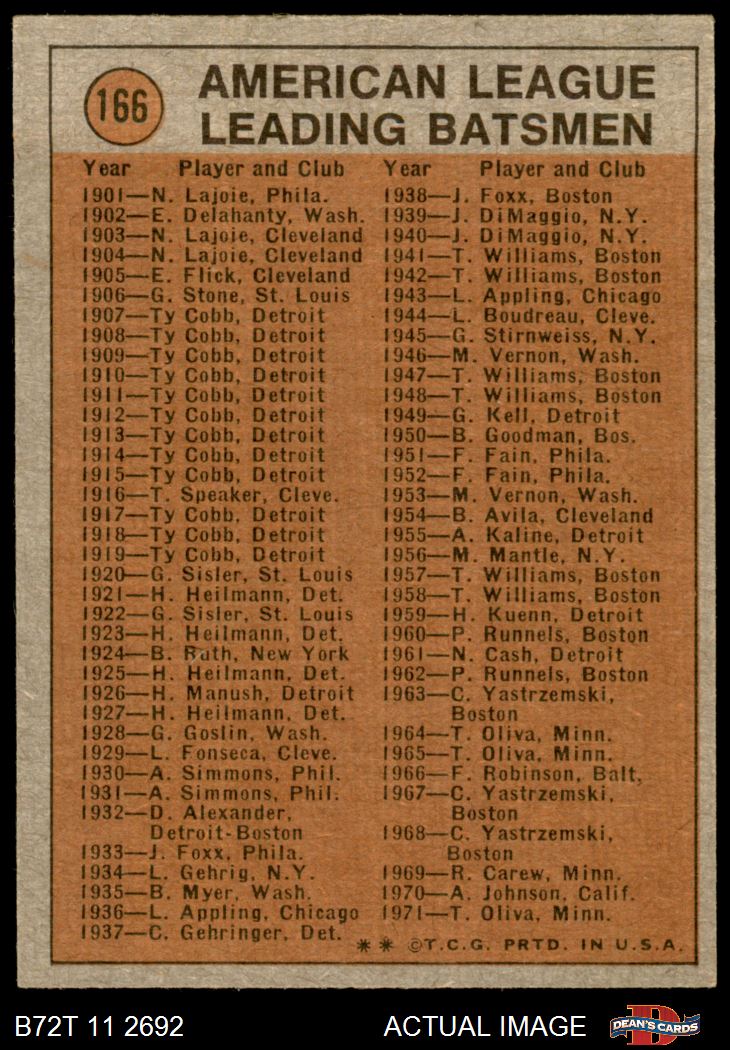 166
AMERICAN LEAGUE
LEADING BATSMEN
Year Player and Club
1901—N. Lajoie, Phila.
1902—E. Delahanty, Wash.
1903—N. Lajoie, Cleveland
1904—N. Lajoie, Cleveland
1905—E. Flick, Cleveland
1906—G. Stone, St. Louis
1907—Ty Cobb, Detroit
1908—Ty Cobb, Detroit
1909—Ty Cobb, Detroit
1910—Ty Cobb, Detroit
1911—Ty Cobb, Detroit
1912—Ty Cobb, Detroit
1913—Ty Cobb, Detroit
1914—Ty Cobb, Detroit
1915—Ty Cobb, Detroit
1916—T. Speaker, Cleve.
1917—Ty Cobb, Detroit
1918—Ty Cobb, Detroit
1919—Ty Cobb, Detroit
1920—G. Sisler, St. Louis
1921—H. Heilmann, Det.
1922—G. Sisler, St. Louis
1923—H. Heilmann, Det.
1924—B. Ruth, New York
1925—H. Heilmann, Det.
1926—H. Manush, Detroit
1927—H. Heilmann, Det.
1928—G. Goslin, Wash.
1929—L. Fonseca, Cleve.
1930—A. Simmons, Phil.
1931—A. Simmons, Phil.
1932—D. Alexander,
Detroit-Boston
1933—J. Foxx, Phila.
1934—L. Gehrig, N.Y.
1935—B. Myer, Wash.
1936—L. Appling, Chicago
1937—C. Gehringer, Det.
Year Player and Club
1938—J. Foxx, Boston
1939—J. DiMaggio, N.Y.
1940—J. DiMaggio, N.Y.
1941—T. Williams, Boston
1942—T. Williams, Boston
1943—L. Appling, Chicago
1944—L. Boudreau, Cleve.
1945—G. Stirnweiss, N.Y.
1946—M. Vernon, Wash.
1947—T. Williams, Boston
1948—T. Williams, Boston
1949—G. Kell, Detroit
1950—B. Goodman, Bos.
1951—F. Fain, Phila.
1952—F. Fain, Phila.
1953—M. Vernon, Wash.
1954—B. Avila, Cleveland
1955—A. Kaline, Detroit
1956—M. Mantle, N.Y.
1957—T. Williams, Boston
1958—T. Williams, Boston
1959—H. Kuenn, Detroit
1960—P. Runnels, Boston
1961—N. Cash, Detroit
1962—P. Runnels, Boston
1963—C. Yastrzemski,
Boston
1964—T. Oliva, Minn.
1965—T. Oliva, Minn.
1966—F. Robinson, Balt.
1967—C. Yastrzemski,
Boston
1968—C. Yastrzemski,
Boston
1969—R. Carew, Minn.
1970—A. Johnson, Calif.
1971—T. Oliva, Minn.
** ©T.C.G. PRTD. IN U.S.A.
B72T 11 2692
ACTUAL IMAGE
D
DEAN'S CARDS